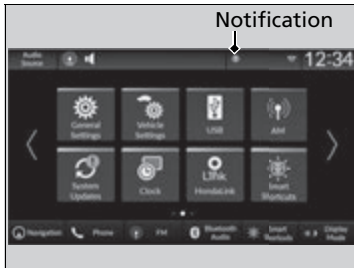 Notification
Audio
Source
12:34
General
Settings
Vehicle
Settings
USB
AM
System
Updates
Clock
Link
HondaLink
Smart
Shortcuts
Navigation
Phone
FM
Bluetooth
Audio
Smart
Shortcuts
Display
Mode